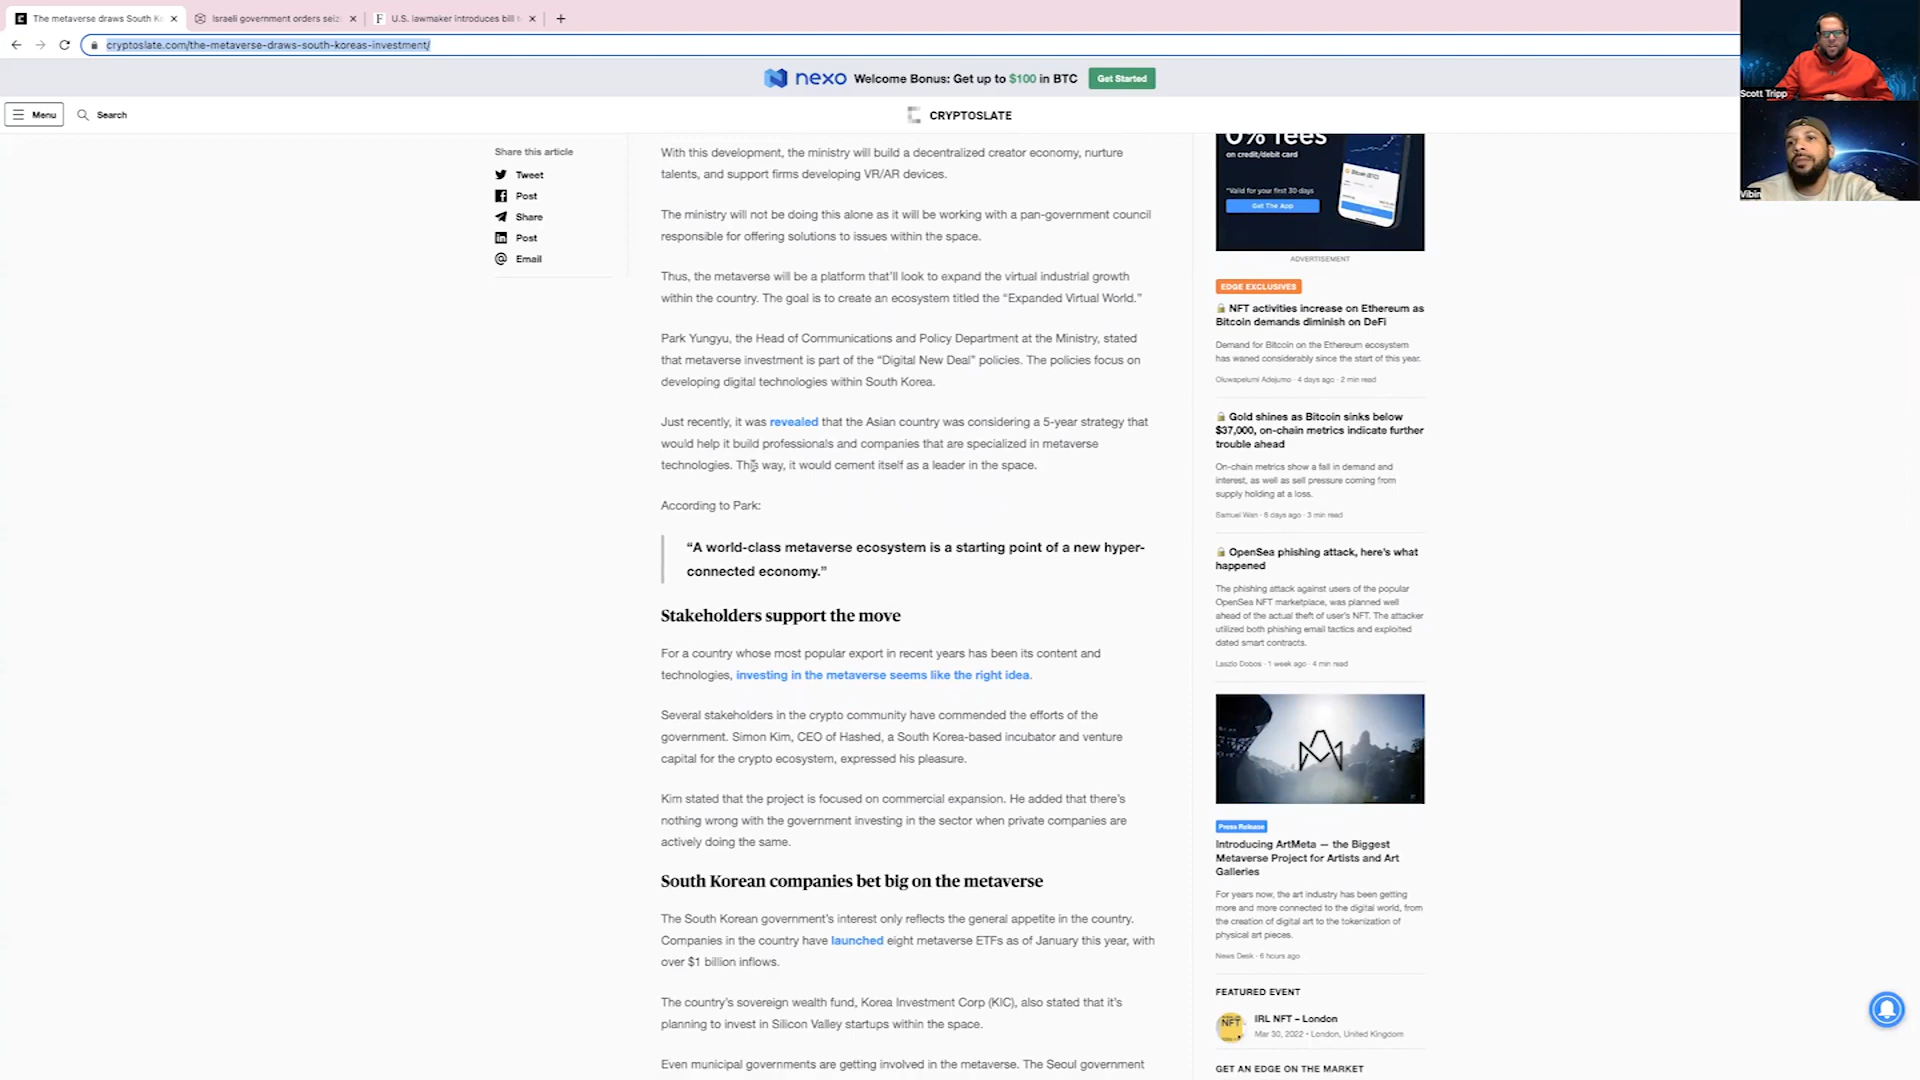 The metaverse draws South K
Israeli government orders seiz
U.S. lawmaker introduces bill t
cryptoslate.com/the-metaverse-draws-south-koreas-investment/
nexo Welcome Bonus: Get up to $100 in BTC Get Started
Menu Search
CRYPTOSLATE
Scott Tripp
Vibin
Share this article
Tweet
Post
Share
Post
Email
With this development, the ministry will build a decentralized creator economy, nurture
talents, and support firms developing VR/AR devices.
The ministry will not be doing this alone as it will be working with a pan-government council
responsible for offering solutions to issues within the space.
Thus, the metaverse will be a platform that'll look to expand the virtual industrial growth
within the country. The goal is to create an ecosystem titled the “Expanded Virtual World.”
Park Yungyu, the Head of Communications and Policy Department at the Ministry, stated
that metaverse investment is part of the “Digital New Deal” policies. The policies focus on
developing digital technologies within South Korea.
Just recently, it was revealed that the Asian country was considering a 5-year strategy that
would help it build professionals and companies that are specialized in metaverse
technologies. This way, it would cement itself as a leader in the space.
According to Park:
“A world-class metaverse ecosystem is a starting point of a new hyper-
connected economy.”
Stakeholders support the move
For a country whose most popular export in recent years has been its content and
technologies, investing in the metaverse seems like the right idea.
Several stakeholders in the crypto community have commended the efforts of the
government. Simon Kim, CEO of Hashed, a South Korea-based incubator and venture
capital for the crypto ecosystem, expressed his pleasure.
Kim stated that the project is focused on commercial expansion. He added that there's
nothing wrong with the government investing in the sector when private companies are
actively doing the same.
South Korean companies bet big on the metaverse
The South Korean government's interest only reflects the general appetite in the country.
Companies in the country have launched eight metaverse ETFs as of January this year, with
over $1 billion inflows.
The country's sovereign wealth fund, Korea Investment Corp (KIC), also stated that it's
planning to invest in Silicon Valley startups within the space.
Even municipal governments are getting involved in the metaverse. The Seoul government
0% fees
on credit/debit card
*Valid for your first 30 days
Get The App
ADVERTISEMENT
EDGE EXCLUSIVES
NFT activities increase on Ethereum as
Bitcoin demands diminish on DeFi
Demand for Bitcoin on the Ethereum ecosystem
has waned considerably since the start of this year.
Oluwapelumi Adejumo · 4 days ago · 2 min read
Gold shines as Bitcoin sinks below
$37,000, on-chain metrics indicate further
trouble ahead
On-chain metrics show a fall in demand and
interest, as well as sell pressure coming from
supply holding at a loss.
Samuel Wan · 5 days ago · 3 min read
OpenSea phishing attack, here's what
happened
The phishing attack against users of the popular
OpenSea NFT marketplace, was planned well
ahead of the actual theft of user's NFT. The attacker
utilized both phishing email tactics and exploited
dated smart contracts.
Laszlo Dobos · 1 week ago · 4 min read
Press Release
Introducing ArtMeta — the Biggest
Metaverse Project for Artists and Art
Galleries
For years now, the art industry has been getting
more and more connected to the digital world, from
the creation of digital art to the tokenization of
physical art pieces.
News Desk · 6 hours ago
FEATURED EVENT
NFT
IRL NFT – London
Mar 30, 2022 • London, United Kingdom
GET AN EDGE ON THE MARKET